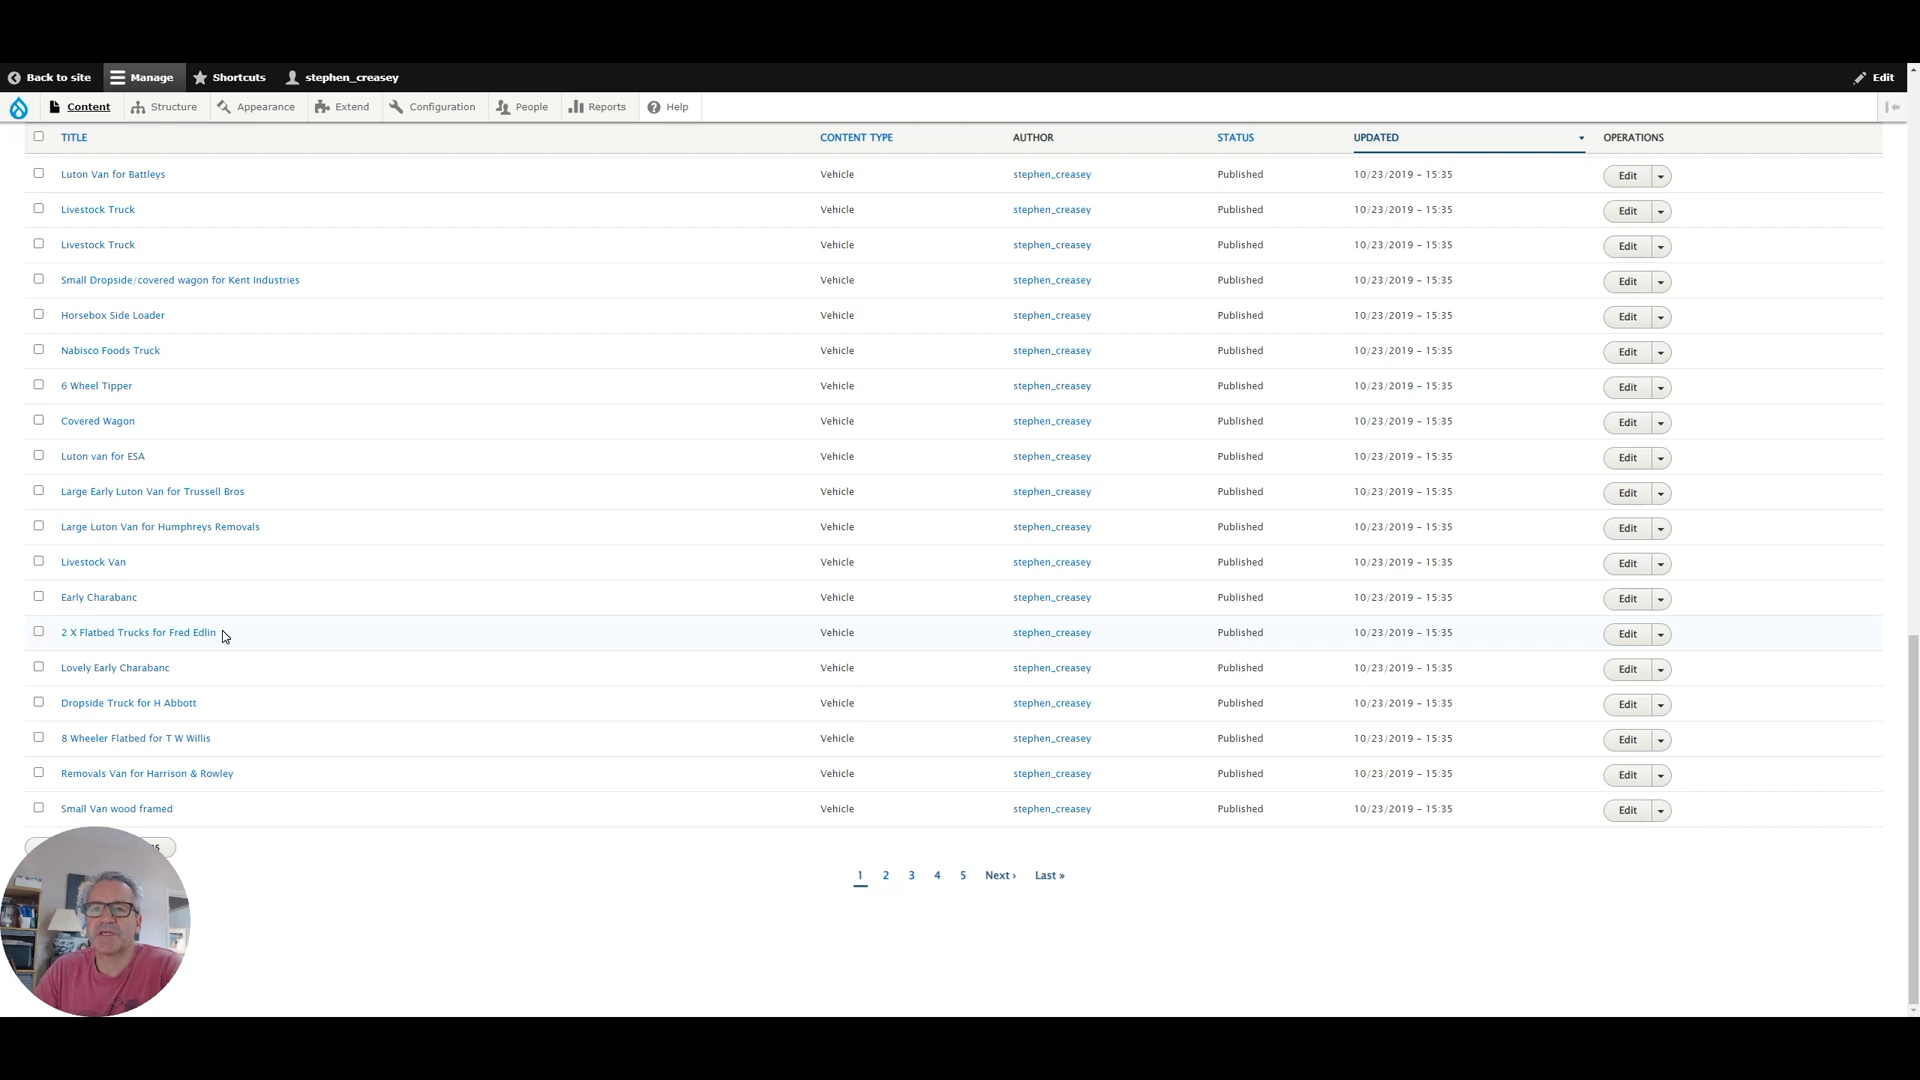 Back to site Manage Shortcuts stephen_creasey Edit
Content Structure Appearance Extend Configuration People Reports Help
TITLE CONTENT TYPE AUTHOR STATUS UPDATED OPERATIONS
Luton Van for Battleys Vehicle stephen_creasey Published 10/23/2019 - 15:35 Edit
Livestock Truck Vehicle stephen_creasey Published 10/23/2019 - 15:35 Edit
Livestock Truck Vehicle stephen_creasey Published 10/23/2019 - 15:35 Edit
Small Dropside/covered wagon for Kent Industries Vehicle stephen_creasey Published 10/23/2019 - 15:35 Edit
Horsebox Side Loader Vehicle stephen_creasey Published 10/23/2019 - 15:35 Edit
Nabisco Foods Truck Vehicle stephen_creasey Published 10/23/2019 - 15:35 Edit
6 Wheel Tipper Vehicle stephen_creasey Published 10/23/2019 - 15:35 Edit
Covered Wagon Vehicle stephen_creasey Published 10/23/2019 - 15:35 Edit
Luton van for ESA Vehicle stephen_creasey Published 10/23/2019 - 15:35 Edit
Large Early Luton Van for Trussell Bros Vehicle stephen_creasey Published 10/23/2019 - 15:35 Edit
Large Luton Van for Humphreys Removals Vehicle stephen_creasey Published 10/23/2019 - 15:35 Edit
Livestock Van Vehicle stephen_creasey Published 10/23/2019 - 15:35 Edit
Early Charabanc Vehicle stephen_creasey Published 10/23/2019 - 15:35 Edit
2 X Flatbed Trucks for Fred Edlin Vehicle stephen_creasey Published 10/23/2019 - 15:35 Edit
Lovely Early Charabanc Vehicle stephen_creasey Published 10/23/2019 - 15:35 Edit
Dropside Truck for H Abbott Vehicle stephen_creasey Published 10/23/2019 - 15:35 Edit
8 Wheeler Flatbed for T W Willis Vehicle stephen_creasey Published 10/23/2019 - 15:35 Edit
Removals Van for Harrison & Rowley Vehicle stephen_creasey Published 10/23/2019 - 15:35 Edit
Small Van wood framed Vehicle stephen_creasey Published 10/23/2019 - 15:35 Edit
1 2 3 4 5 Next › Last »